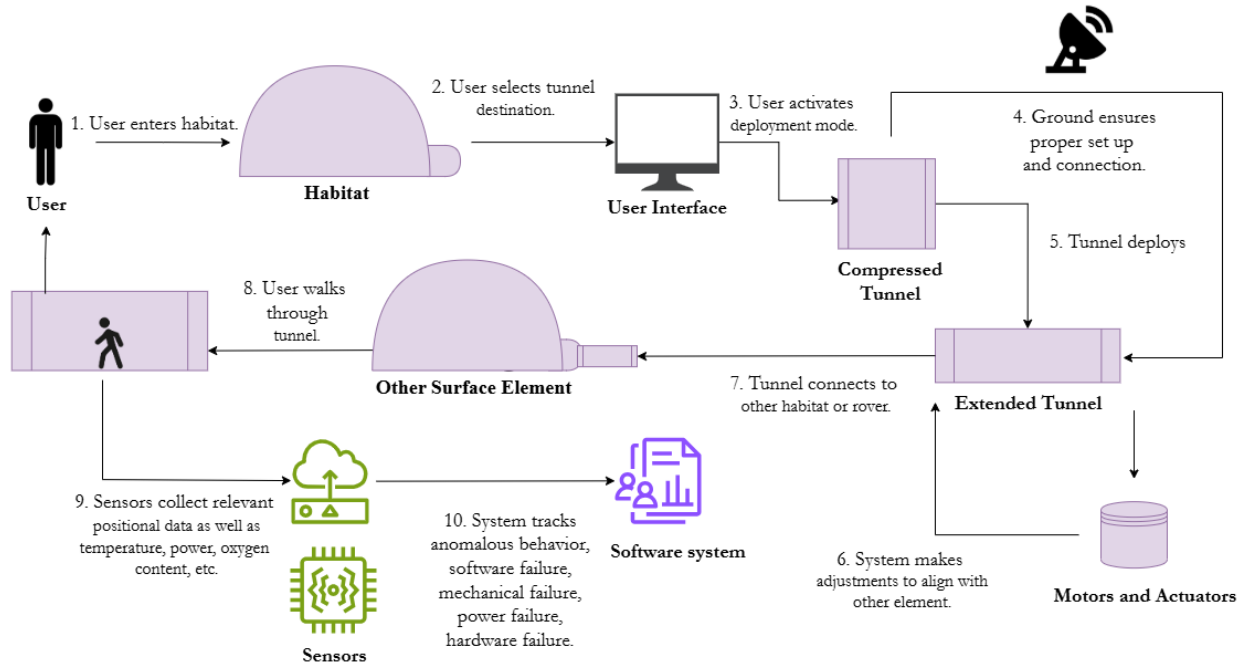 1. User enters habitat.
User
Habitat
2. User selects tunnel
destination.
User Interface
3. User activates
deployment mode.
Compressed
Tunnel
4. Ground ensures
proper set up
and connection.
5. Tunnel deploys
Extended Tunnel
Motors and Actuators
6. System makes
adjustments to align with
other element.
7. Tunnel connects to
other habitat or rover.
Other Surface Element
8. User walks
through
tunnel.
9. Sensors collect relevant
positional data as well as
temperature, power, oxygen
content, etc.
Sensors
10. System tracks
anomalous behavior,
software failure,
mechanical failure,
power failure,
hardware failure.
Software system